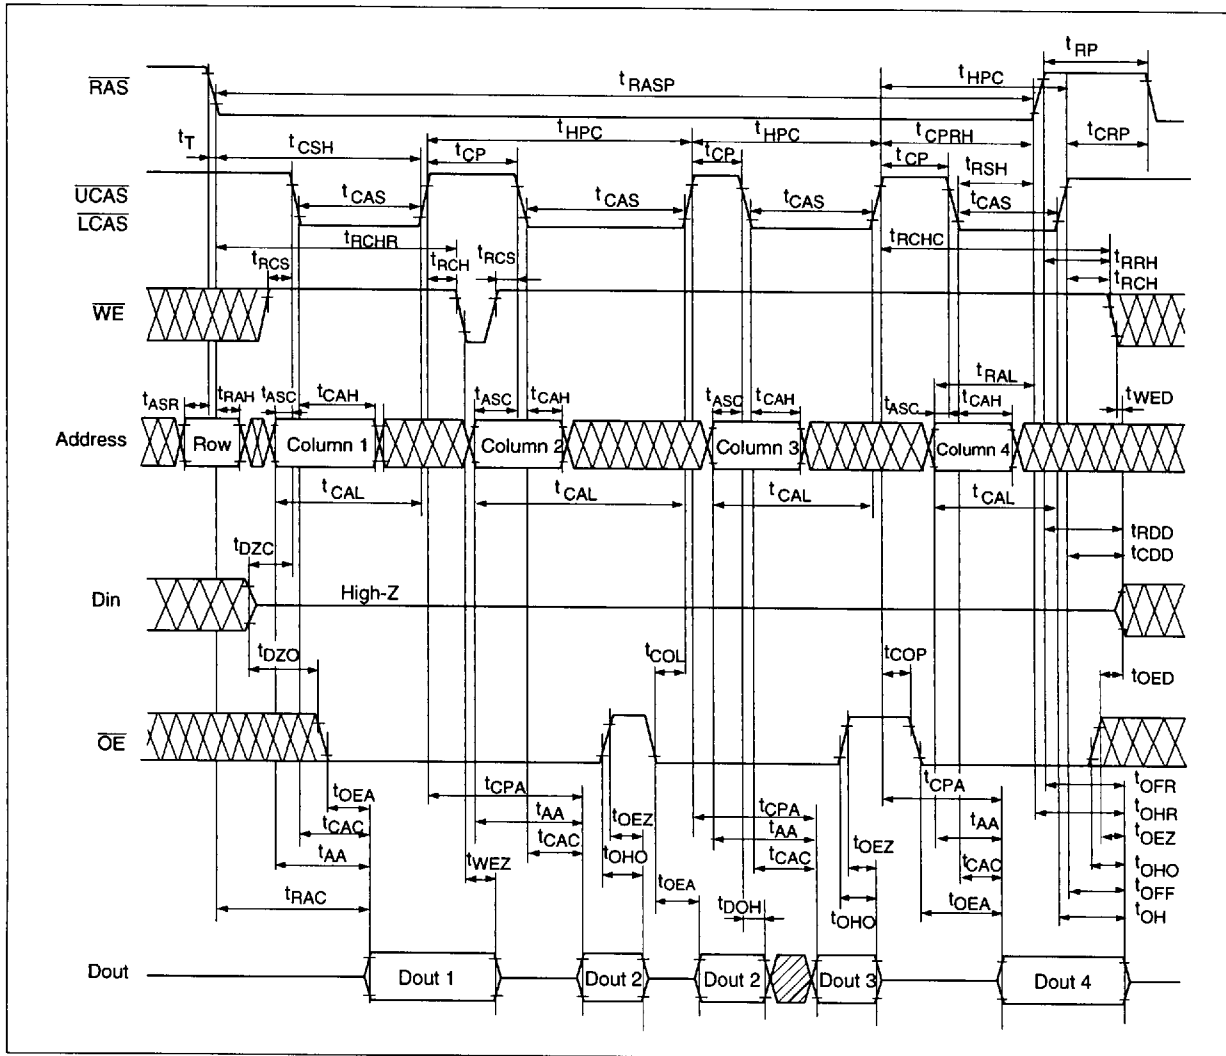 tRP
RAS
tRASP
tHPC
tT
tCSH
tHPC
tHPC
tCPRH
tCRP
tCP
tCP
tCP
tRSH
UCAS
LCAS
tCAS
tCAS
tCAS
tCAS
tRCHR
tRCHC
tRCS
tRCH
tRCS
tRRH
tRCH
WE
tRAL
tASR
tRAH
tASC
tCAH
tASC
tCAH
tASC
tCAH
tASC
tCAH
tWED
Address
Row
Column 1
Column 2
Column 3
Column 4
tCAL
tCAL
tCAL
tCAL
tRDD
tCDD
tDZC
Din
High-Z
tDZO
tCOL
tCOP
tOED
OE
tOEA
tCPA
tCPA
tCPA
tOFR
tCAC
tAA
tOEZ
tAA
tOEZ
tAA
tOHR
tAA
tCAC
tWEZ
tOHO
tCAC
tCAC
tOEZ
tOHO
tRAC
tOEA
tDOH
tOHO
tOEA
tOFF
tOH
Dout
Dout 1
Dout 2
Dout 2
Dout 3
Dout 4